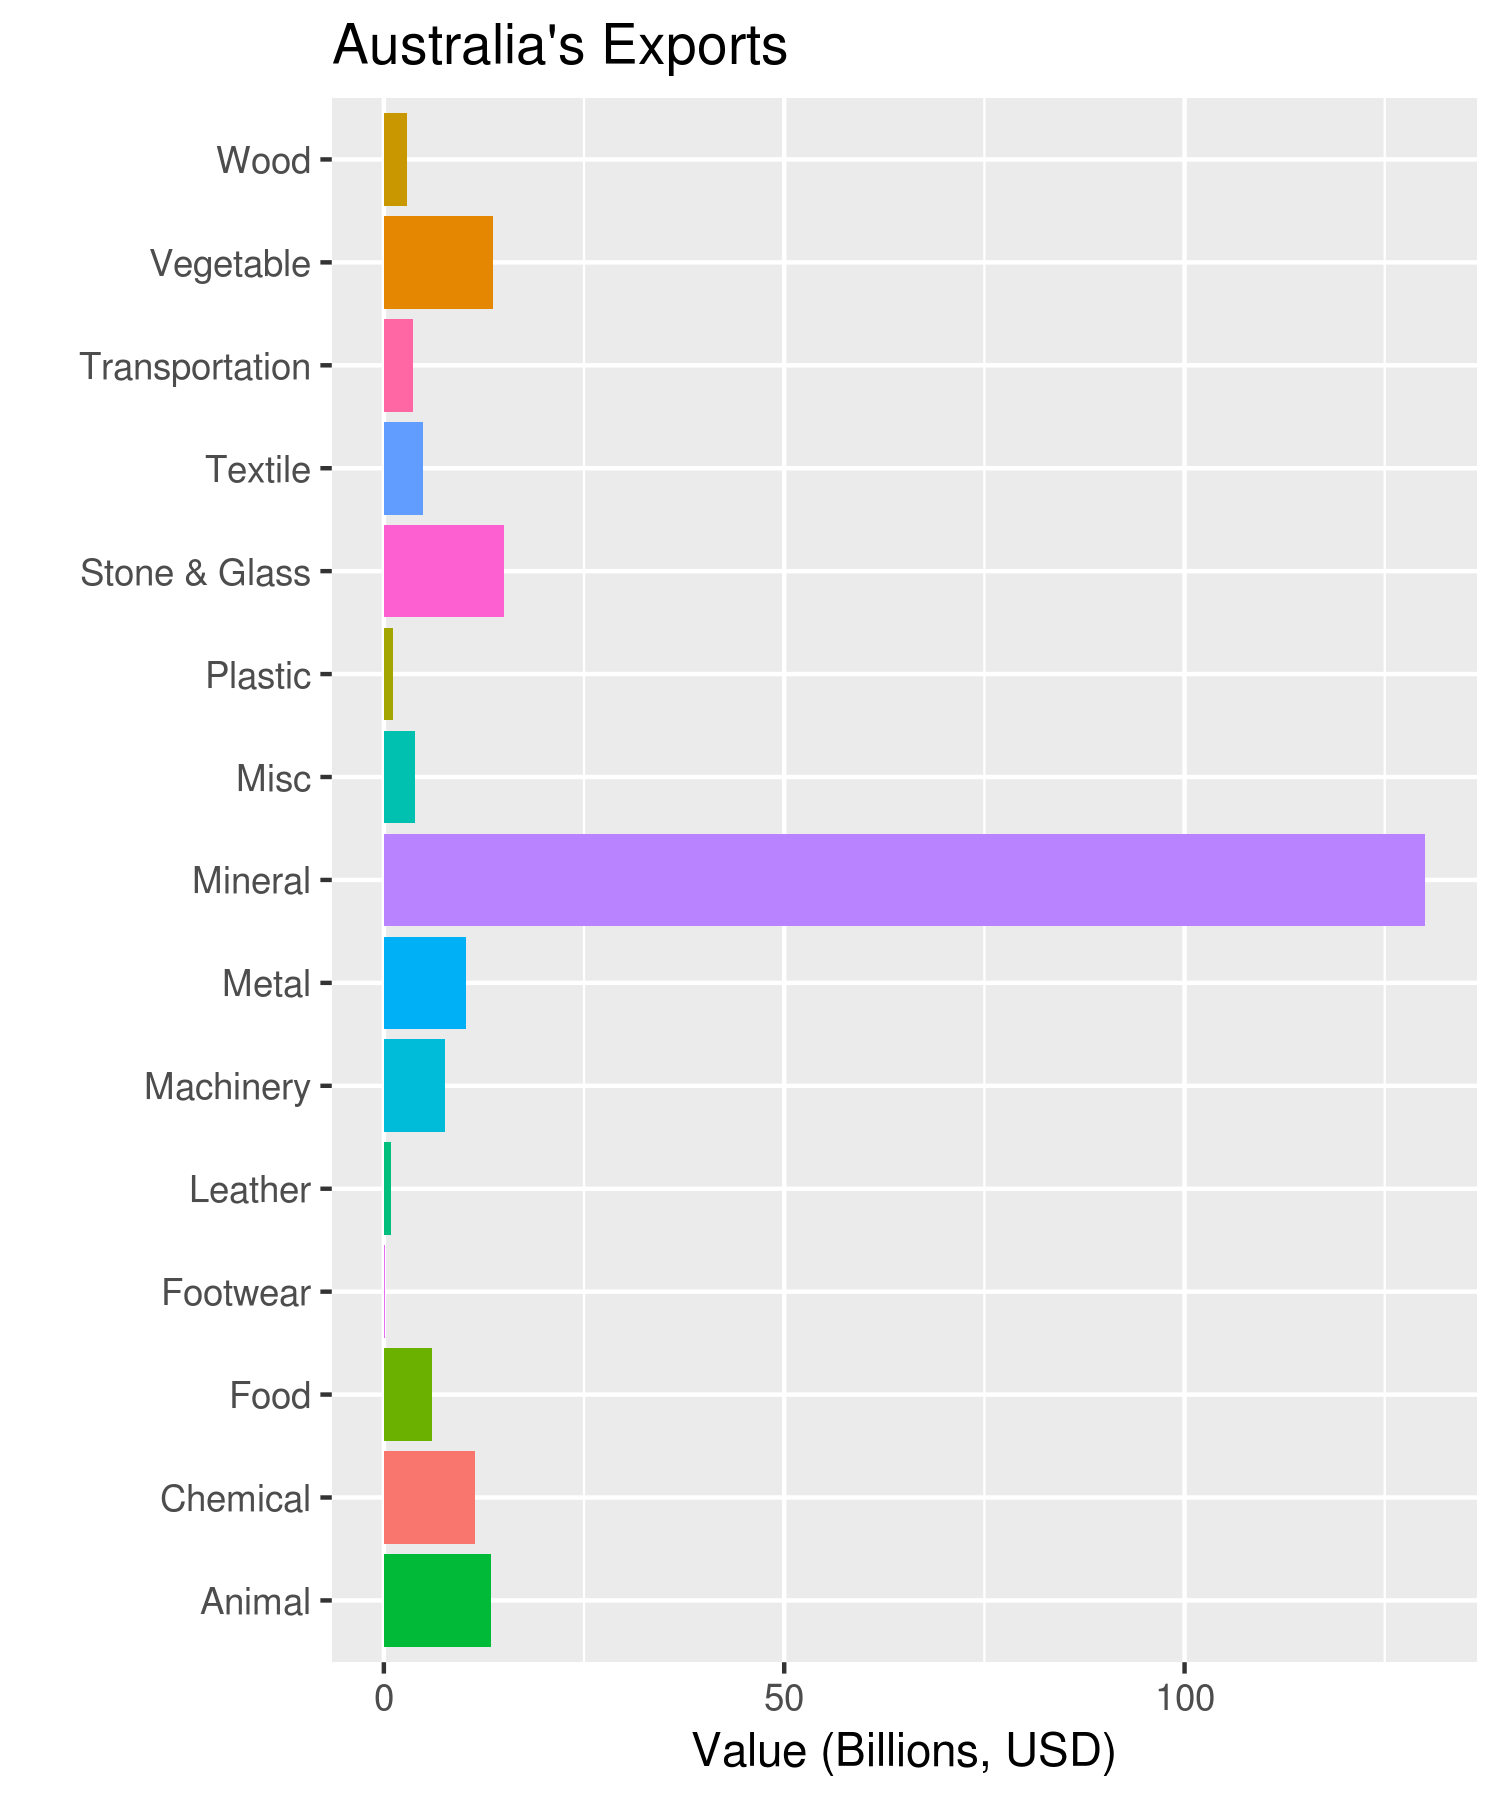 Australia's Exports
Wood
Vegetable
Transportation
Textile
Stone & Glass
Plastic
Misc
Mineral
Metal
Machinery
Leather
Footwear
Food
Chemical
Animal
0 50 100
Value (Billions, USD)